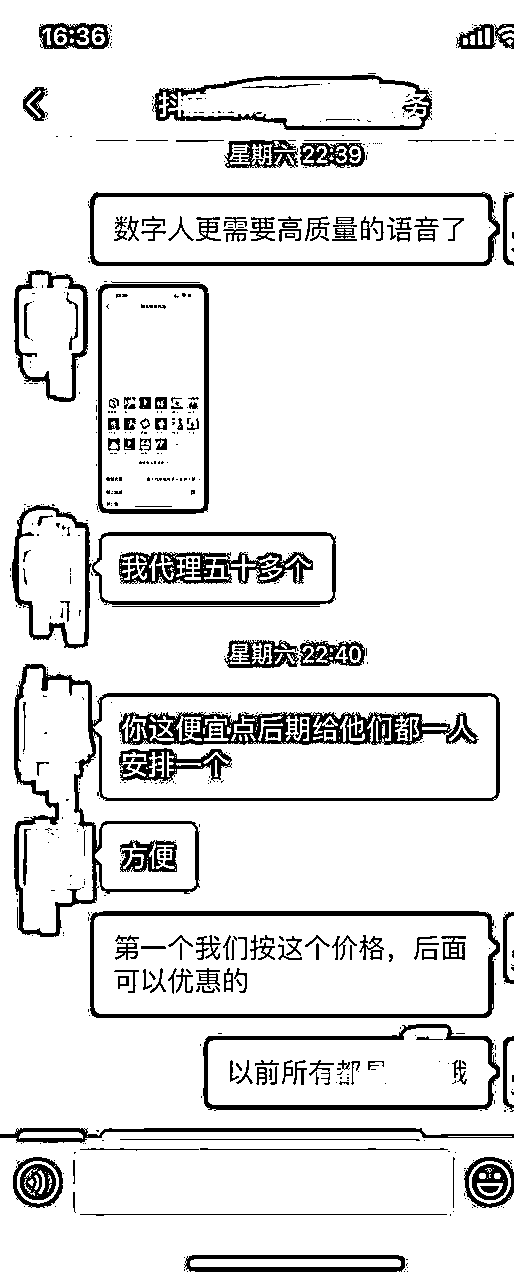 16:36
抖
务
星期六 22:39
数字人更需要高质量的语音了
我代理五十多个
星期六 22:40
你这便宜点后期给他们都一人
安排一个
方便
第一个我们按这个价格，后面
可以优惠的
以前所有都
我